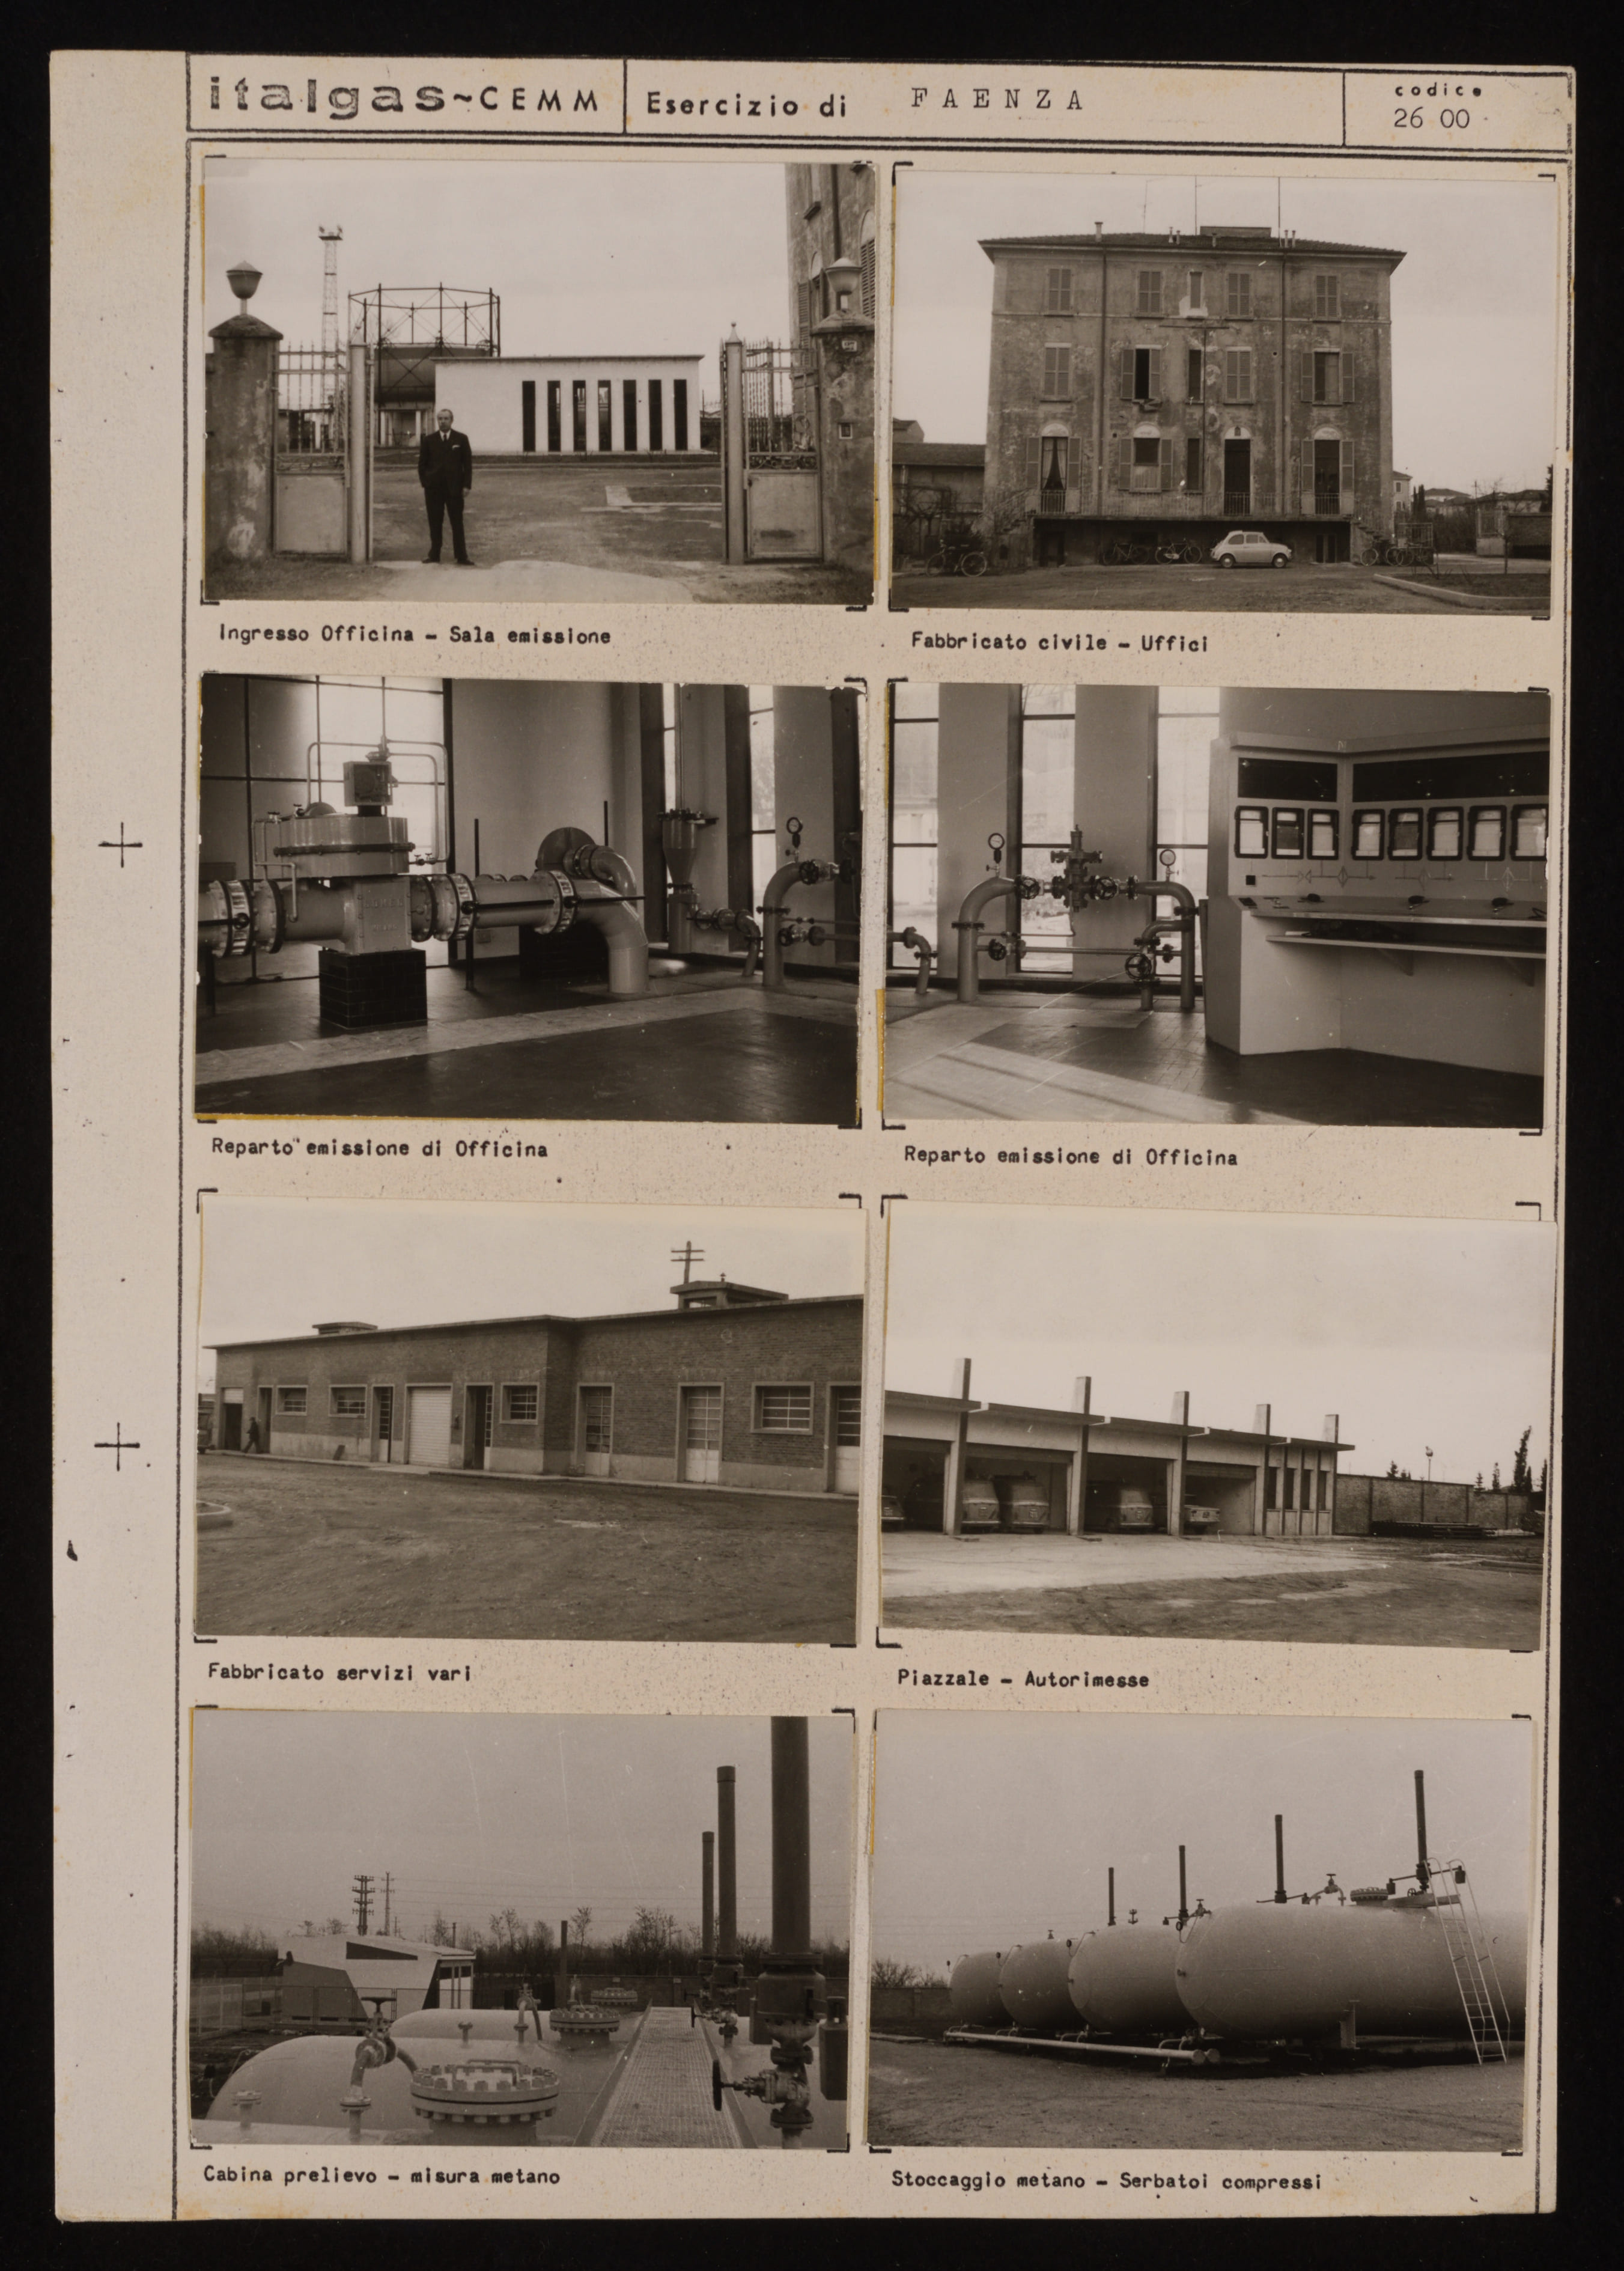 italgas~CEMM
Esercizio di FAENZA
codice
26 00
Ingresso Officina - Sala emissione
Fabbricato civile - Uffici
Reparto emissione di Officina
Reparto emissione di Officina
Fabbricato servizi vari
Piazzale - Autorimesse
Cabina prelievo - misura metano
Stoccaggio metano - Serbatoi compressi